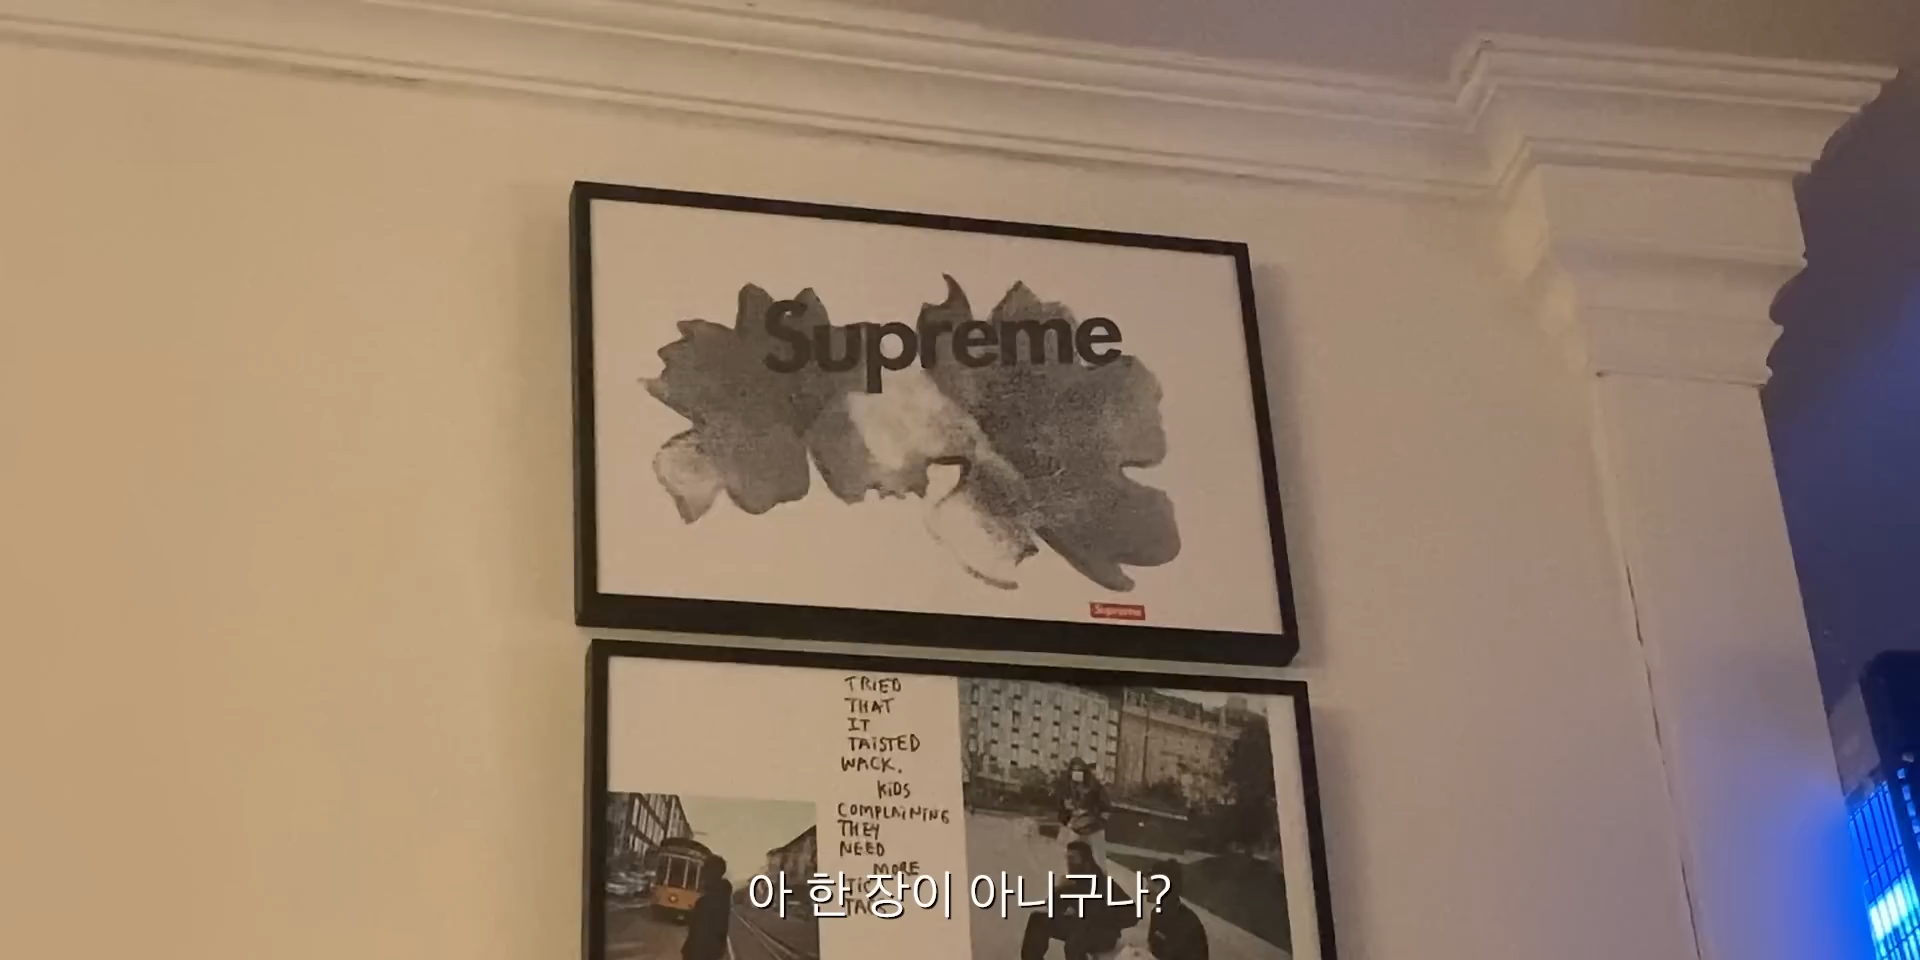 Supreme
Supreme
TRIED
THAT
IT
TAISTED
WACK.
KIDS
COMPLAINING
THEY
NEED
MORE
아 한 장이 아니구나?